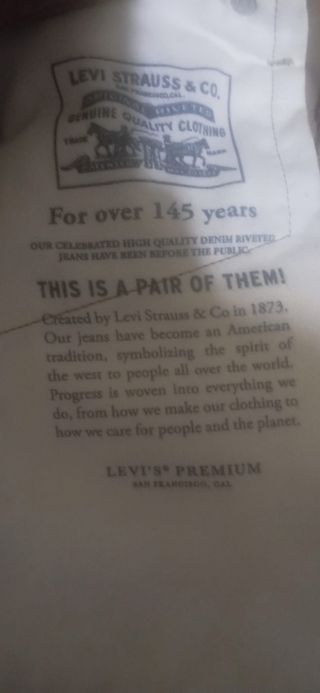 LEVI STRAUSS & CO.
SAN FRANCISCO, CAL.
ORIGINAL RIVETED
GENUINE QUALITY CLOTHING
TRADE MARK
For over 145 years
OUR CELEBRATED HIGH QUALITY DENIM RIVETED
JEANS HAVE BEEN BEFORE THE PUBLIC.
THIS IS A PAIR OF THEM!
Created by Levi Strauss & Co in 1873.
Our jeans have become an American
tradition, symbolizing the spirit of
the west to people all over the world.
Progress is woven into everything we
do, from how we make our clothing to
how we care for people and the planet.
LEVI'S® PREMIUM
SAN FRANCISCO, CAL